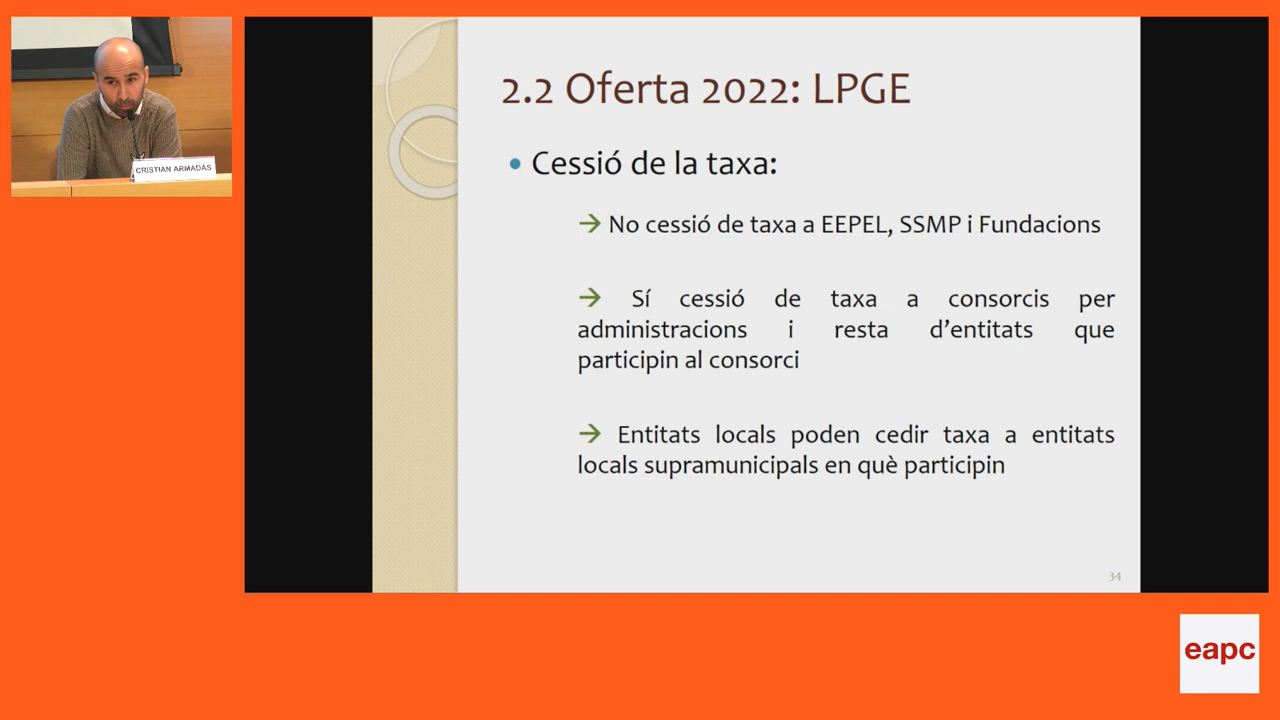 CRISTIAN ARMADÀS
2.2 Oferta 2022: LPGE
• Cessió de la taxa:
→ No cessió de taxa a EEPEL, SSMP i Fundacions
→ Sí cessió de taxa a consorcis per
administracions i resta d’entitats que
participin al consorci
→ Entitats locals poden cedir taxa a entitats
locals supramunicipals en què participin
34
eapc